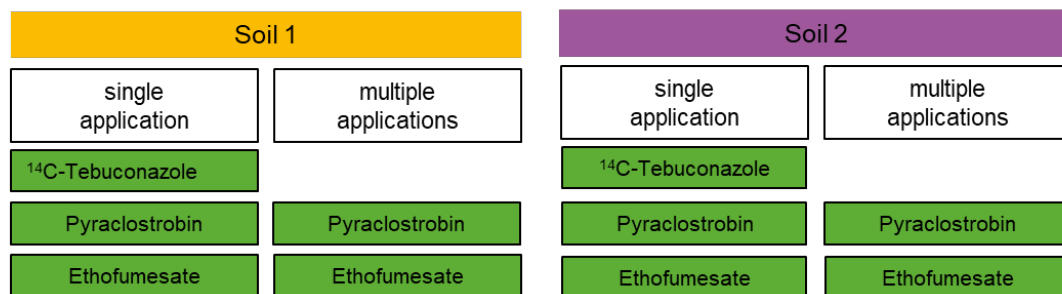 Soil 1
single
application
multiple
applications
¹⁴C-Tebuconazole
Pyraclostrobin
Pyraclostrobin
Ethofumesate
Ethofumesate
Soil 2
single
application
multiple
applications
¹⁴C-Tebuconazole
Pyraclostrobin
Pyraclostrobin
Ethofumesate
Ethofumesate